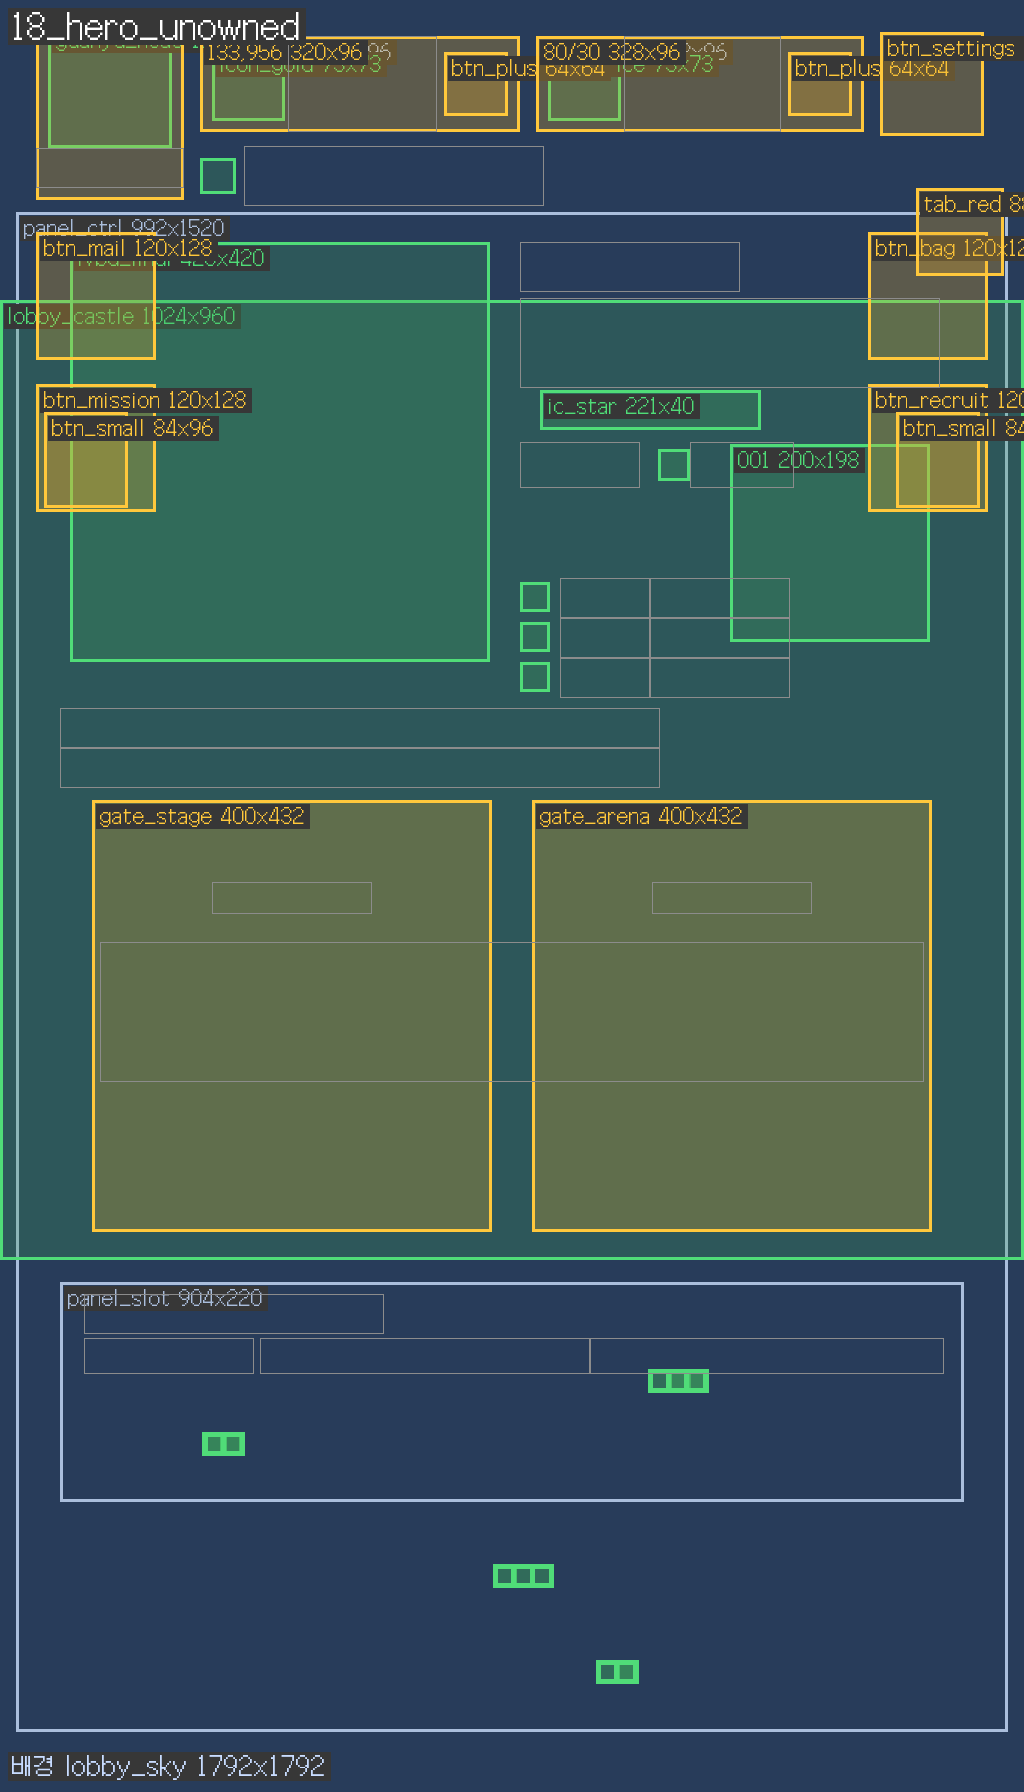 18_hero_unowned
133,956 320x96
btn_plus 64x64
80/30 328x96
btn_plus 64x64
btn_settings
tab_red
panel_ctrl 992x1520
btn_mail 120x128
btn_bag
lobby_castle 1024x960
btn_mission 120x128
ic_star 221x40
btn_recruit
btn_small 84x96
btn_small
001 200x198
gate_stage 400x432
gate_arena 400x432
panel_slot 904x220
배경 lobby_sky 1792x1792